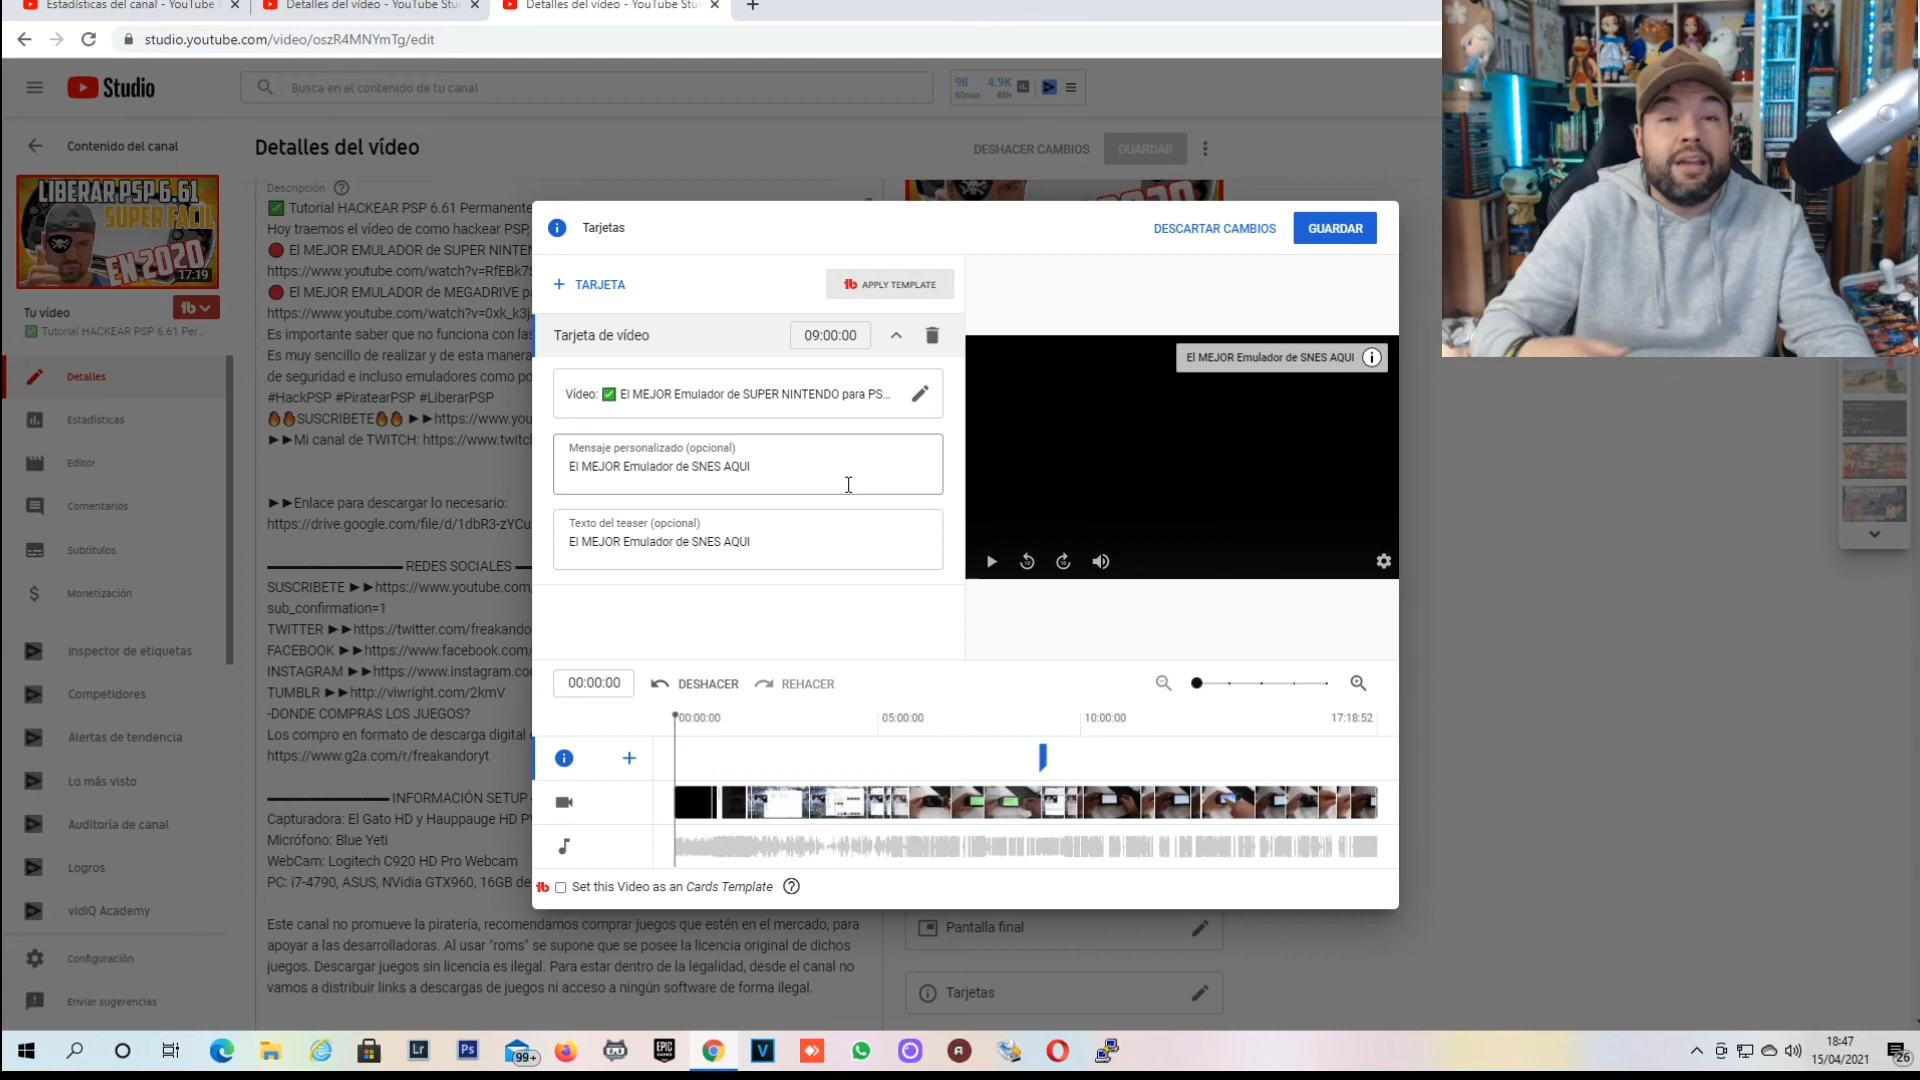 Estadísticas del canal - YouTube S
Detalles del vídeo - YouTube Stu
Detalles del vídeo - YouTube Stu
studio.youtube.com/video/oszR4MNYmTg/edit
Studio
Busca en el contenido de tu canal
98
60min
4.9K
48h
Contenido del canal
Detalles del vídeo
DESHACER CAMBIOS
GUARDAR
LIBERAR PSP 6.61
SUPER FACIL
EN 2020
17:19
Tu vídeo
tb
Tutorial HACKEAR PSP 6.61 Per...
Detalles
Estadísticas
Editor
Comentarios
Subtítulos
Monetización
Inspector de etiquetas
Competidores
Alertas de tendencia
Lo más visto
Auditoría de canal
Logros
vidIQ Academy
Configuración
Enviar sugerencias
Descripción
✅ Tutorial HACKEAR PSP 6.61 Permanente
Hoy traemos el vídeo de como hackear PSP,
🔴 El MEJOR EMULADOR de SUPER NINTEN
https://www.youtube.com/watch?v=RfEBk7S
🔴 El MEJOR EMULADOR de MEGADRIVE p
https://www.youtube.com/watch?v=0xk_k3j
Es importante saber que no funciona con las
Es muy sencillo de realizar y de esta manera
de seguridad e incluso emuladores como po
#HackPSP #PiratearPSP #LiberarPSP
🔥🔥SUSCRIBETE🔥🔥 ►►https://www.you
►►Mi canal de TWITCH: https://www.twitch
►►Enlace para descargar lo necesario:
https://drive.google.com/file/d/1dbR3-zYCu
REDES SOCIALES
SUSCRIBETE ►►https://www.youtube.com/
sub_confirmation=1
TWITTER ►►https://twitter.com/freakando
FACEBOOK ►►https://www.facebook.com/
INSTAGRAM ►►https://www.instagram.co
TUMBLR ►►http://viwright.com/2kmV
-DONDE COMPRAS LOS JUEGOS?
Los compro en formato de descarga digital
https://www.g2a.com/r/freakandoryt
INFORMACIÓN SETUP
Capturadora: El Gato HD y Hauppauge HD P
Micrófono: Blue Yeti
WebCam: Logitech C920 HD Pro Webcam
PC: i7-4790, ASUS, NVidia GTX960, 16GB de
Este canal no promueve la piratería, recomendamos comprar juegos que estén en el mercado, para
apoyar a las desarrolladoras. Al usar "roms" se supone que se posee la licencia original de dichos
juegos. Descargar juegos sin licencia es ilegal. Para estar dentro de la legalidad, desde el canal no
vamos a distribuir links a descargas de juegos ni acceso a ningún software de forma ilegal.
Tarjetas
DESCARTAR CAMBIOS
GUARDAR
+ TARJETA
tb APPLY TEMPLATE
Tarjeta de vídeo
09:00:00
Vídeo: ✅ El MEJOR Emulador de SUPER NINTENDO para PS...
Mensaje personalizado (opcional)
El MEJOR Emulador de SNES AQUI
Texto del teaser (opcional)
El MEJOR Emulador de SNES AQUI
El MEJOR Emulador de SNES AQUI
00:00:00
DESHACER
REHACER
00:00:00
05:00:00
10:00:00
17:18:52
tb Set this Video as an Cards Template
Pantalla final
Tarjetas
Lr
Ps
99+
EPIC
GAMES
V
18:47
15/04/2021
26